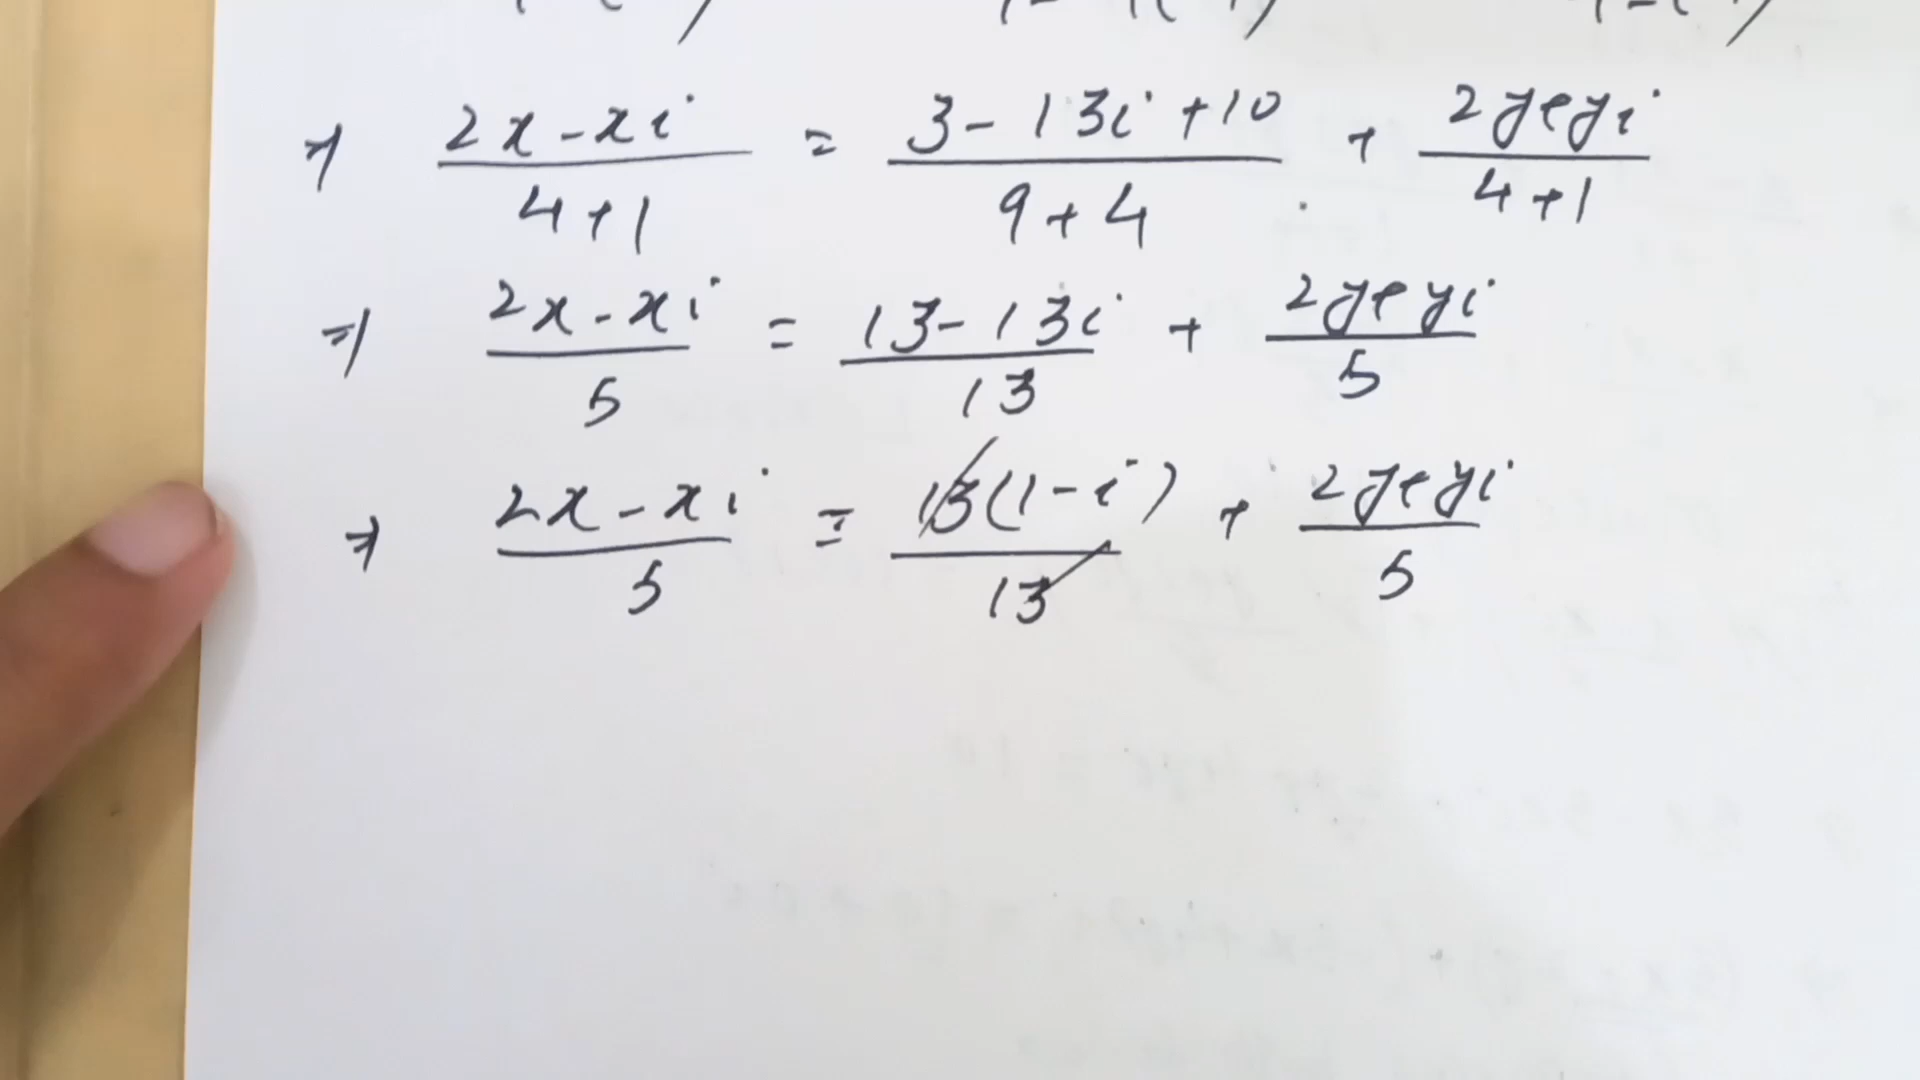 ⇒ (2x - xi)/(4+1) = (3 - 13i + 10)/(9+4) + (2y+yi)/(4+1)
⇒ (2x - xi)/5 = (13 - 13i)/13 + (2y+yi)/5
⇒ (2x - xi)/5 = 13(1-i)/13 + (2y+yi)/5